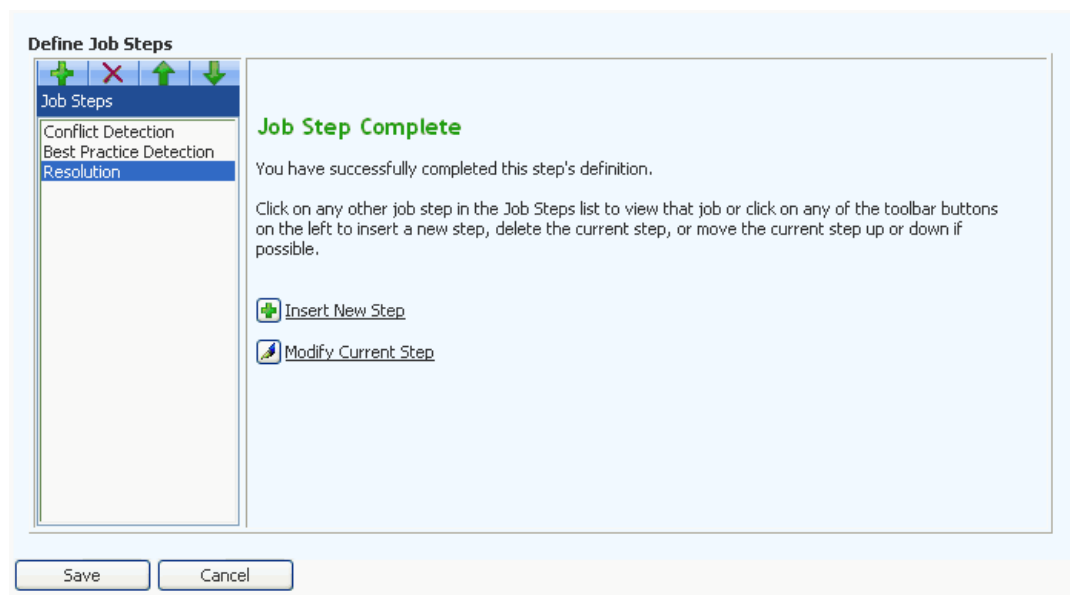 Define Job Steps
Job Steps
Conflict Detection
Best Practice Detection
Resolution
Job Step Complete
You have successfully completed this step's definition.
Click on any other job step in the Job Steps list to view that job or click on any of the toolbar buttons
on the left to insert a new step, delete the current step, or move the current step up or down if
possible.
Insert New Step
Modify Current Step
Save
Cancel